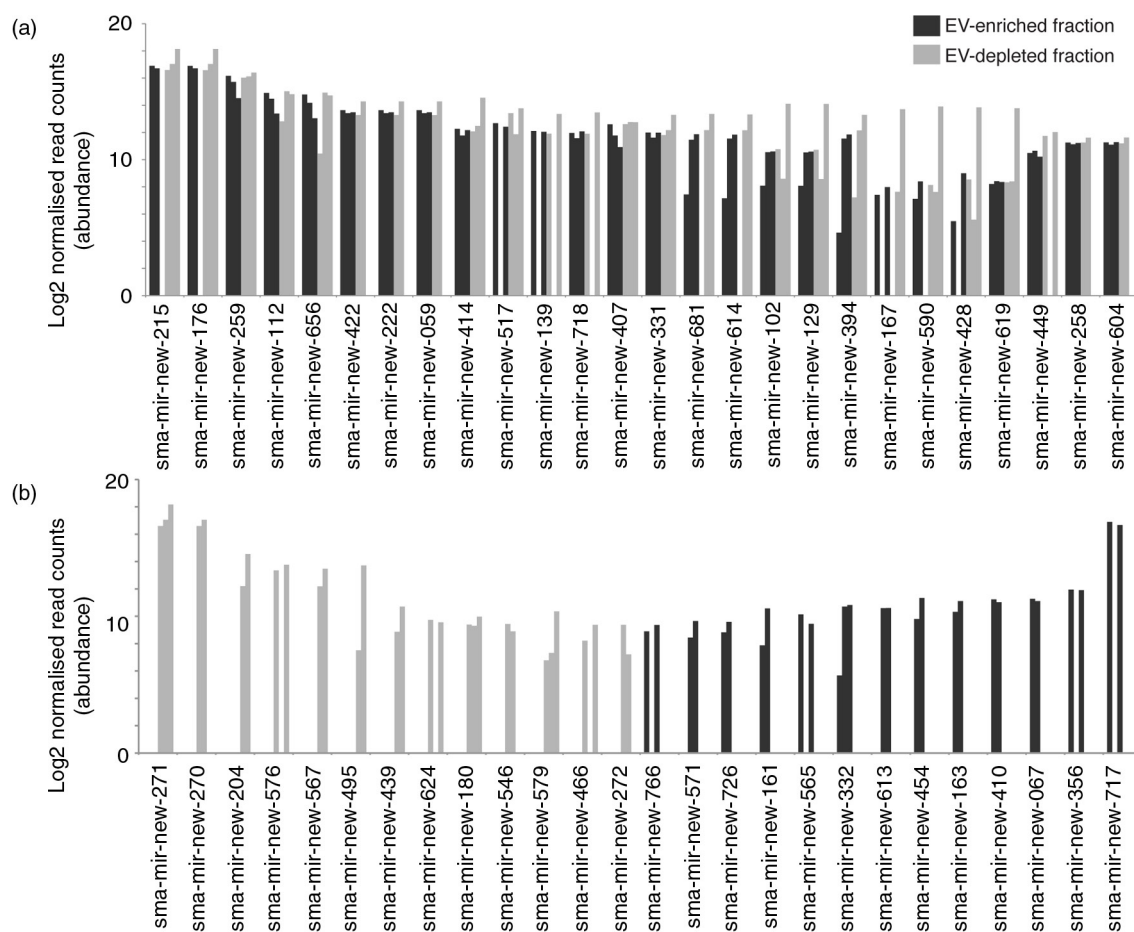 (a)
20
10
0
Log2 normalised read counts
(abundance)
EV-enriched fraction
EV-depleted fraction
sma-mir-new-215
sma-mir-new-176
sma-mir-new-259
sma-mir-new-112
sma-mir-new-656
sma-mir-new-422
sma-mir-new-222
sma-mir-new-059
sma-mir-new-414
sma-mir-new-517
sma-mir-new-139
sma-mir-new-718
sma-mir-new-407
sma-mir-new-331
sma-mir-new-681
sma-mir-new-614
sma-mir-new-102
sma-mir-new-129
sma-mir-new-394
sma-mir-new-167
sma-mir-new-590
sma-mir-new-428
sma-mir-new-619
sma-mir-new-449
sma-mir-new-258
sma-mir-new-604
(b)
20
10
0
Log2 normalised read counts
(abundance)
sma-mir-new-271
sma-mir-new-270
sma-mir-new-204
sma-mir-new-576
sma-mir-new-567
sma-mir-new-495
sma-mir-new-439
sma-mir-new-624
sma-mir-new-180
sma-mir-new-546
sma-mir-new-579
sma-mir-new-466
sma-mir-new-272
sma-mir-new-766
sma-mir-new-571
sma-mir-new-726
sma-mir-new-161
sma-mir-new-565
sma-mir-new-332
sma-mir-new-613
sma-mir-new-454
sma-mir-new-163
sma-mir-new-410
sma-mir-new-067
sma-mir-new-356
sma-mir-new-717